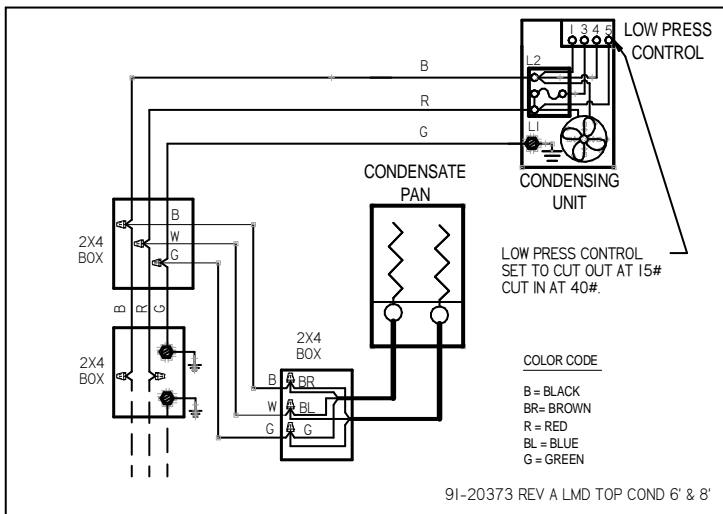 1 3 4 5
LOW PRESS
CONTROL
L2
B
R
L1
G
CONDENSING
UNIT
CONDENSATE
PAN
LOW PRESS CONTROL
SET TO CUT OUT AT 15#
CUT IN AT 40#.
2X4
BOX
B
W
G
B
R
G
2X4
BOX
2X4
BOX
B
BR
W
BL
G
G
COLOR CODE
B = BLACK
BR= BROWN
R = RED
BL = BLUE
G = GREEN
91-20373 REV A LMD TOP COND 6' & 8'